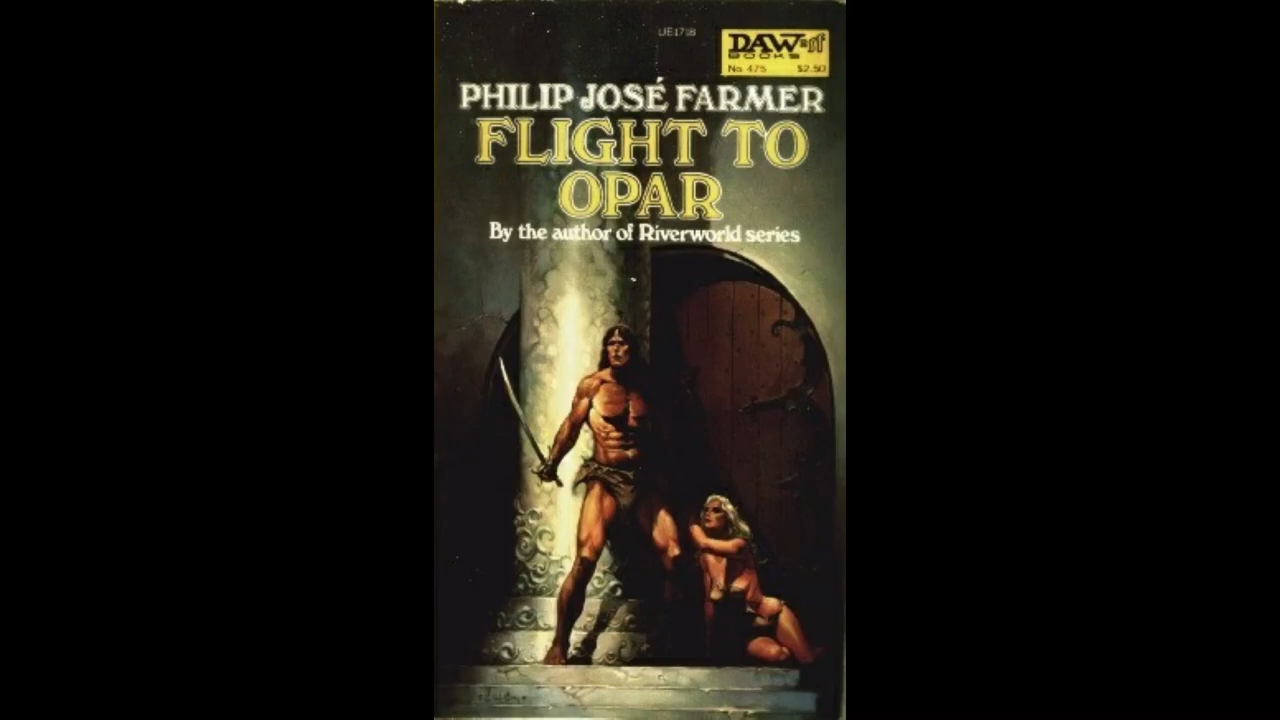 UE1718
DAW sf
BOOKS
No. 475 $2.50
PHILIP JOSÉ FARMER
FLIGHT TO
OPAR
By the author of Riverworld series